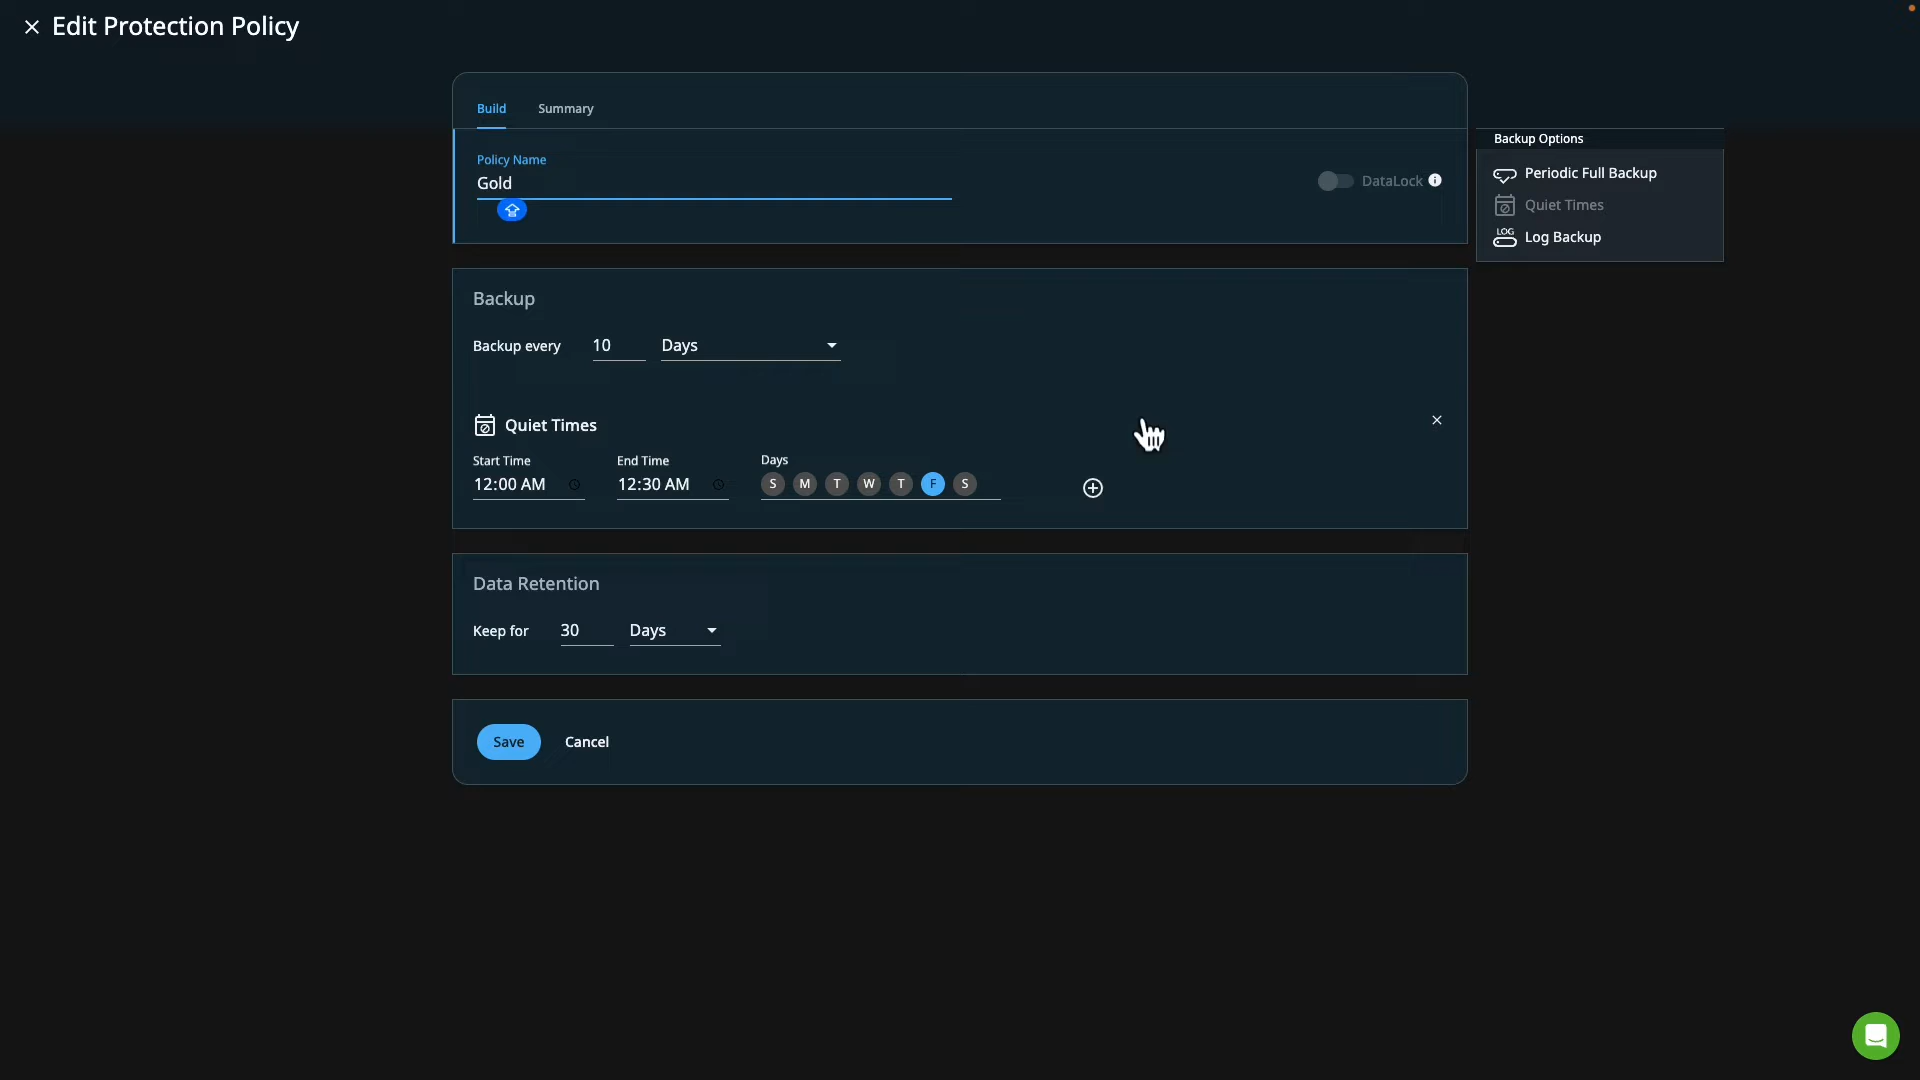 Edit Protection Policy
Build Summary
Policy Name
Gold
DataLock
Backup Options
Periodic Full Backup
Quiet Times
LOG Log Backup
Backup
Backup every 10 Days
Quiet Times
Start Time End Time Days
12:00 AM 12:30 AM S M T W T F S
Data Retention
Keep for 30 Days
Save Cancel